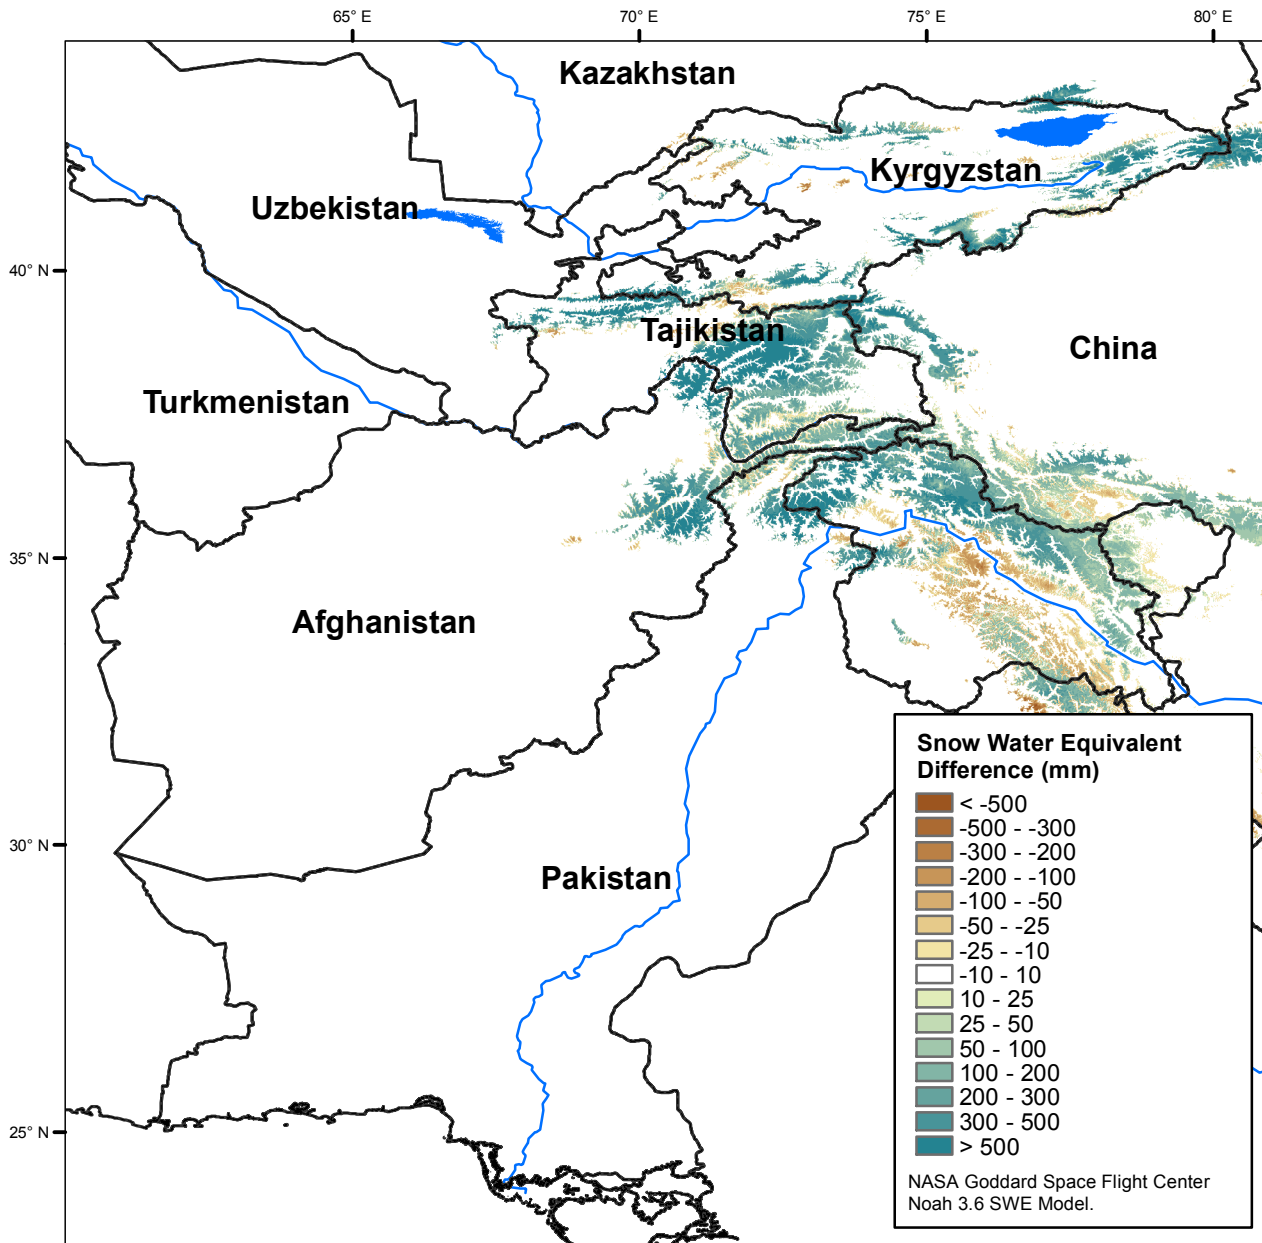 65° E
70° E
75° E
80° E
Kazakhstan
Kyrgyzstan
Uzbekistan
40° N
Tajikistan
China
Turkmenistan
35° N
Afghanistan
30° N
Pakistan
25° N
Snow Water Equivalent
Difference (mm)
< -500
-500 - -300
-300 - -200
-200 - -100
-100 - -50
-50 - -25
-25 - -10
-10 - 10
10 - 25
25 - 50
50 - 100
100 - 200
200 - 300
300 - 500
> 500
NASA Goddard Space Flight Center
Noah 3.6 SWE Model.